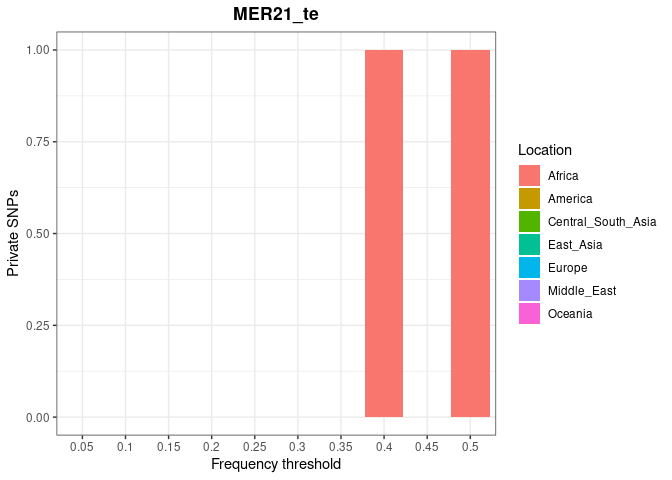 MER21_te
1.00
0.75
0.50
0.25
0.00
Private SNPs
0.05 0.1 0.15 0.2 0.25 0.3 0.35 0.4 0.45 0.5
Frequency threshold
Location
Africa
America
Central_South_Asia
East_Asia
Europe
Middle_East
Oceania